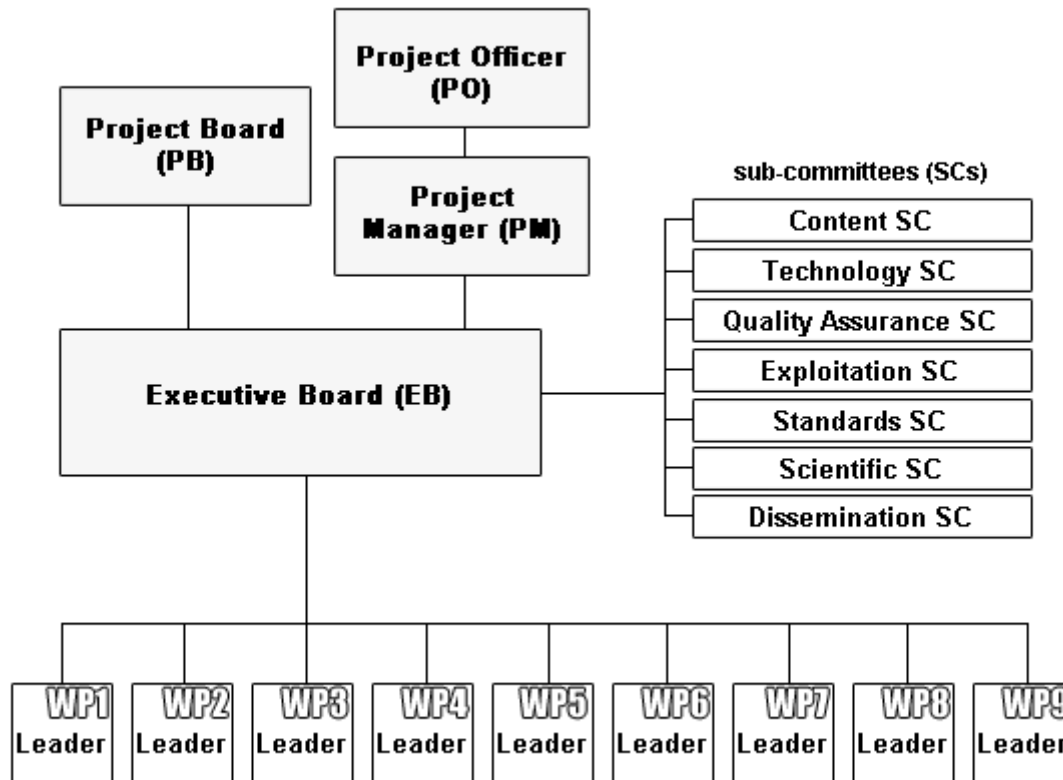 Project Officer
(PO)
Project Board
(PB)
Project
Manager (PM)
sub-committees (SCs)
Content SC
Technology SC
Quality Assurance SC
Exploitation SC
Standards SC
Scientific SC
Dissemination SC
Executive Board (EB)
WP1
Leader
WP2
Leader
WP3
Leader
WP4
Leader
WP5
Leader
WP6
Leader
WP7
Leader
WP8
Leader
WP9
Leader